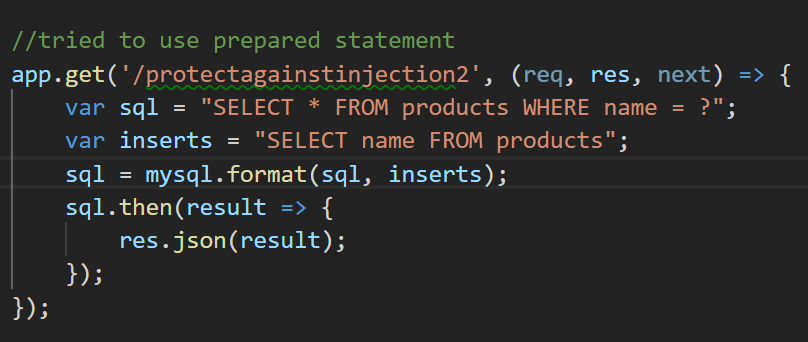 //tried to use prepared statement
app.get('/protectagainstinjection2', (req, res, next) => {
    var sql = "SELECT * FROM products WHERE name = ?";
    var inserts = "SELECT name FROM products";
    sql = mysql.format(sql, inserts);
    sql.then(result => {
        res.json(result);
    });
});